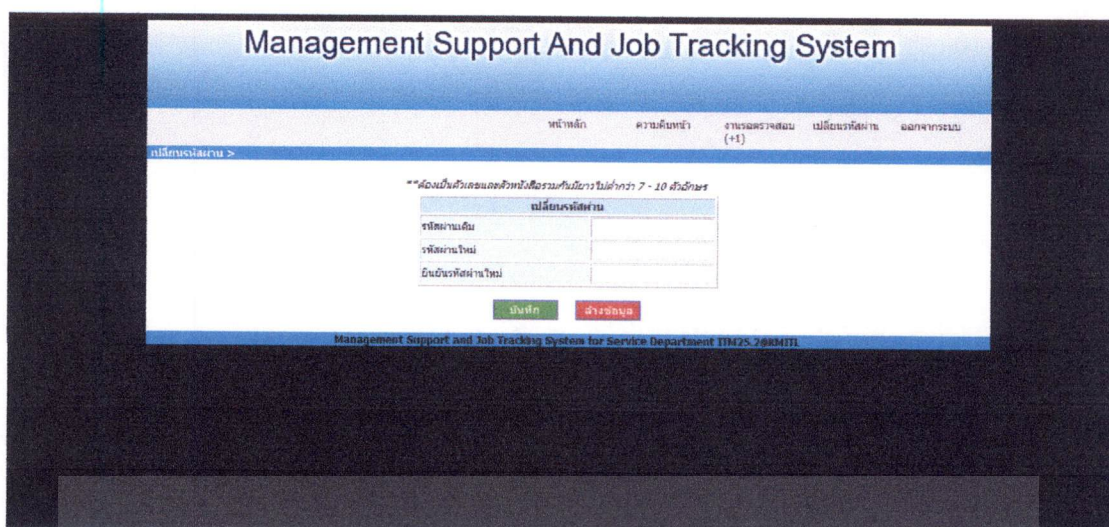 Management Support And Job Tracking System
หน้าหลัก ความคืบหน้า งานรอตรวจสอบ (+1) เปลี่ยนรหัสผ่าน ออกจากระบบ
เปลี่ยนรหัสผ่าน >
**ต้องเป็นตัวเลขและตัวหนังสือรวมกันมียาวไม่ต่ำกว่า 7 - 10 ตัวอักษร
เปลี่ยนรหัสผ่าน
รหัสผ่านเดิม
รหัสผ่านใหม่
ยืนยันรหัสผ่านใหม่
บันทึก ล้างข้อมูล
Management Support and Job Tracking System for Service Department ITM25.2@KMITL